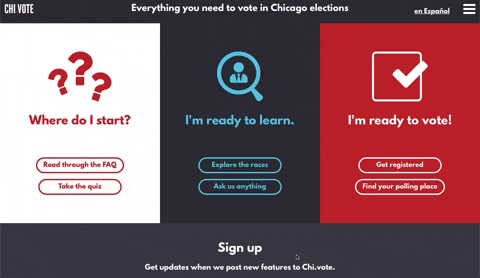 CHI VOTE
Everything you need to vote in Chicago elections
en Español
Where do I start?
Read through the FAQ
Take the quiz
I'm ready to learn.
Explore the races
Ask us anything
I'm ready to vote!
Get registered
Find your polling place
Sign up
Get updates when we post new features to Chi.vote.